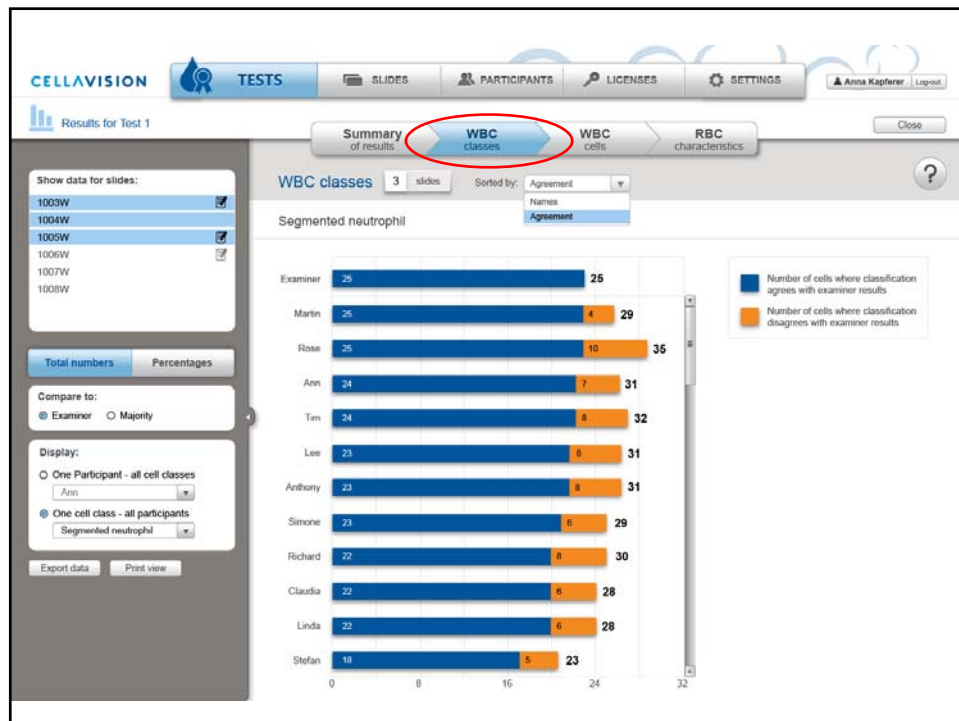 CELLAVISION
TESTS
SLIDES
PARTICIPANTS
LICENSES
SETTINGS
Anna Kapferer
Log-out
Results for Test 1
Summary
of results
WBC
classes
WBC
cells
RBC
characteristics
Close
Show data for slides:
1003W
1004W
1005W
1006W
1007W
1008W
Total numbers
Percentages
Compare to:
Examiner
Majority
Display:
One Participant - all cell classes
Ann
One cell class - all participants
Segmented neutrophil
Export data
Print view
WBC classes
3 slides
Sorted by:
Agreement
Names
Agreement
?
Segmented neutrophil
Examiner 25 25
Martin 25 4 29
Rose 25 10 35
Ann 24 7 31
Tim 24 8 32
Lee 23 8 31
Anthony 23 8 31
Simone 23 6 29
Richard 22 8 30
Claudia 22 6 28
Linda 22 6 28
Stefan 18 5 23
0 8 16 24 32
Number of cells where classification
agrees with examiner results
Number of cells where classification
disagrees with examiner results